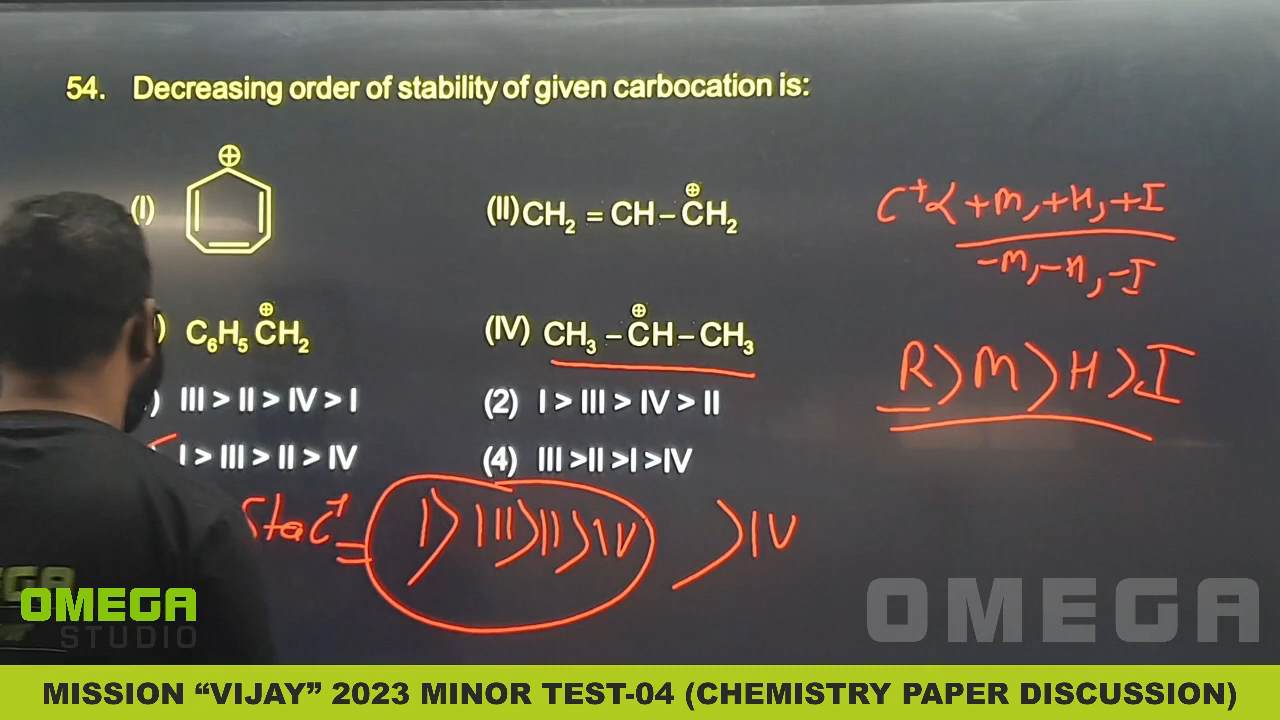 54. Decreasing order of stability of given carbocation is:
⊕
(I)
(II) CH₂ = CH – C⊕H₂
C⁺ α +M, +H, +I
–M, –H, –I
) C₆H₅ C⊕H₂
(IV) CH₃ – C⊕H – CH₃
R > M > H > I
) III > II > IV > I
(2) I > III > IV > II
I > III > II > IV
(4) III >II >I >IV
Sta C⁺ = I > III > II > IV > IV
OMEGA
STUDIO
OMEGA
MISSION “VIJAY” 2023 MINOR TEST-04 (CHEMISTRY PAPER DISCUSSION)